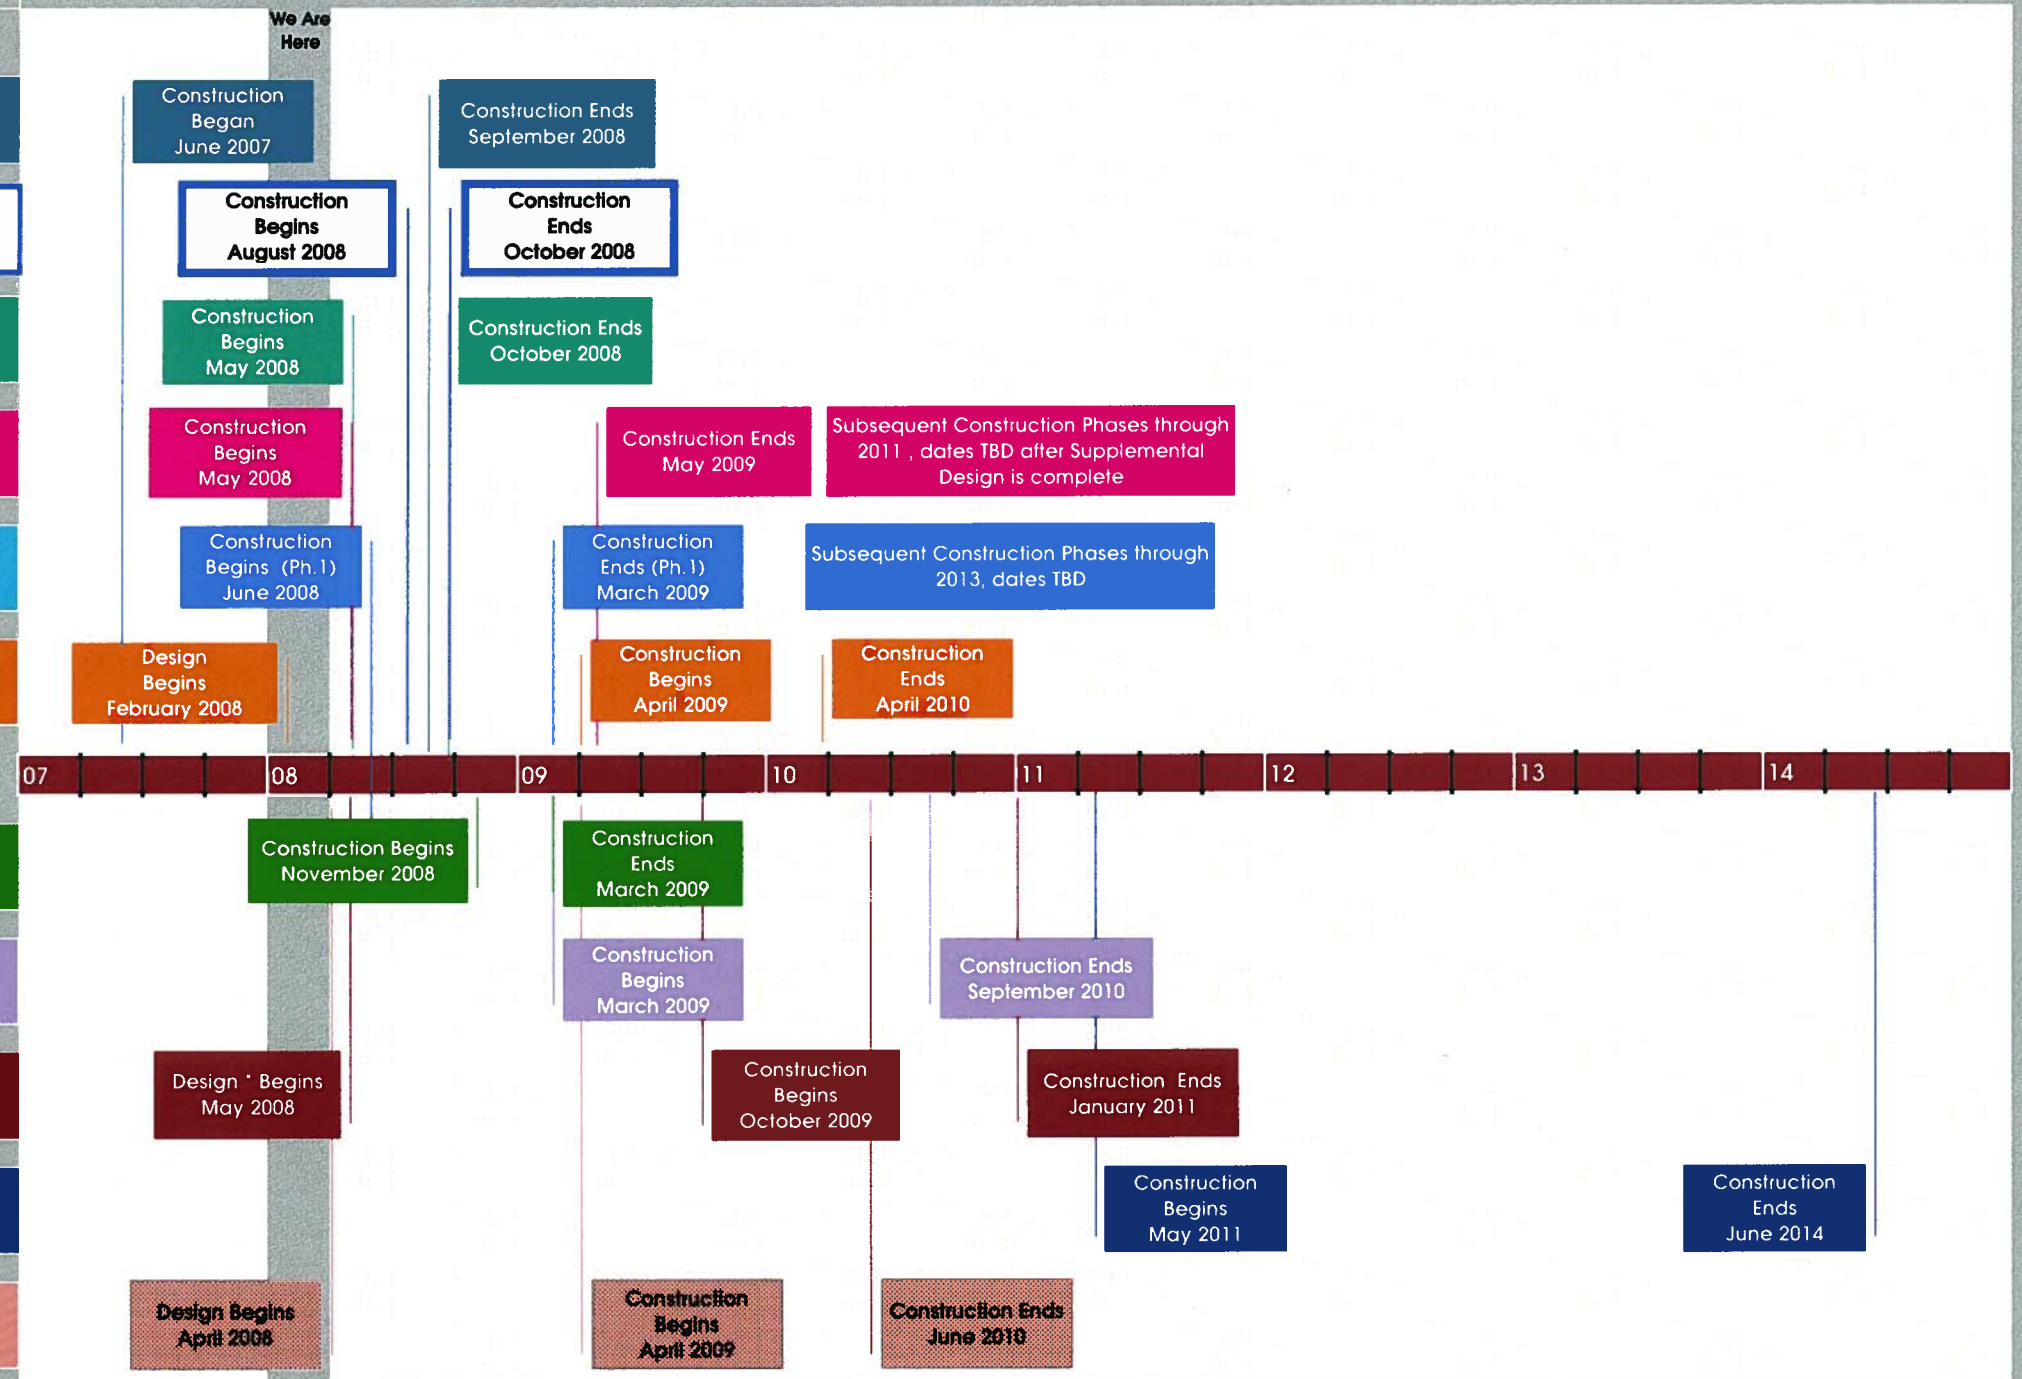 We Are
Here
Construction
Began
June 2007
Construction Ends
September 2008
Construction
Begins
August 2008
Construction
Ends
October 2008
Construction
Begins
May 2008
Construction Ends
October 2008
Construction
Begins
May 2008
Construction Ends
May 2009
Subsequent Construction Phases through
2011 , dates TBD after Supplemental
Design is complete
Construction
Begins (Ph.1)
June 2008
Construction
Ends (Ph.1)
March 2009
Subsequent Construction Phases through
2013, dates TBD
Design
Begins
February 2008
Construction
Begins
April 2009
Construction
Ends
April 2010
07 08 09 10 11 12 13 14
Construction Begins
November 2008
Construction
Ends
March 2009
Construction
Begins
March 2009
Construction Ends
September 2010
Design Begins
May 2008
Construction
Begins
October 2009
Construction Ends
January 2011
Construction
Begins
May 2011
Construction
Ends
June 2014
Design Begins
April 2008
Construction
Begins
April 2009
Construction Ends
June 2010